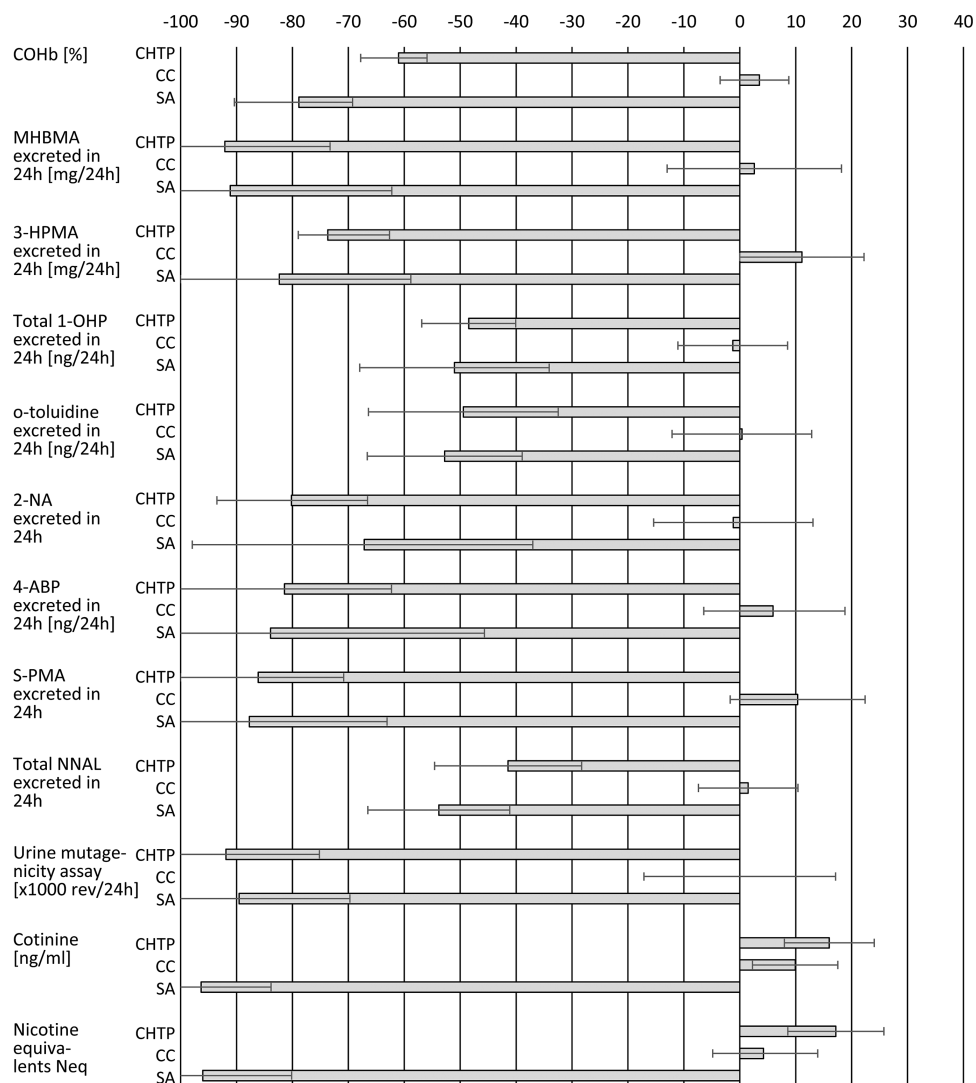 -100 -90 -80 -70 -60 -50 -40 -30 -20 -10 0 10 20 30 40
COHb [%]
CHTP
CC
SA
MHBMA
excreted in
24h [mg/24h]
CHTP
CC
SA
3-HPMA
excreted in
24h [mg/24h]
CHTP
CC
SA
Total 1-OHP
excreted in
24h [ng/24h]
CHTP
CC
SA
o-toluidine
excreted in
24h [ng/24h]
CHTP
CC
SA
2-NA
excreted in
24h
CHTP
CC
SA
4-ABP
excreted in
24h [ng/24h]
CHTP
CC
SA
S-PMA
excreted in
24h
CHTP
CC
SA
Total NNAL
excreted in
24h
CHTP
CC
SA
Urine mutage-
nicity assay
[x1000 rev/24h]
CHTP
CC
SA
Cotinine
[ng/ml]
CHTP
CC
SA
Nicotine
equiva-
lents Neq
CHTP
CC
SA